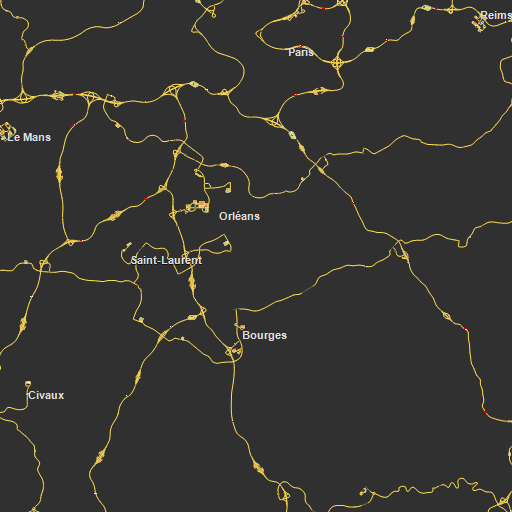 Reims
Paris
Le Mans
Orléans
Saint-Laurent
Bourges
Civaux